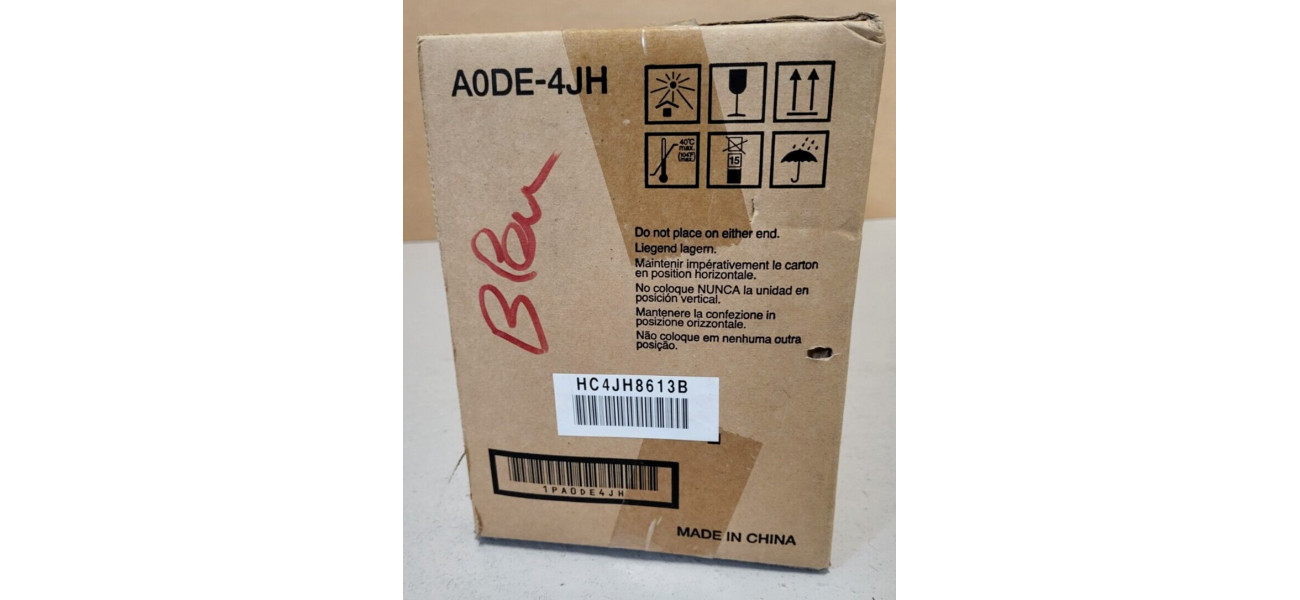 A0DE-4JH
40°C
max.
(104°F
max.)
15
Do not place on either end.
Liegend lagern.
Maintenir impérativement le carton
en position horizontale.
No coloque NUNCA la unidad en
posición vertical.
Mantenere la confezione in
posizione orizzontale.
Não coloque em nenhuma outra
posição.
HC4JH8613B
1PA0DE4JH
MADE IN CHINA